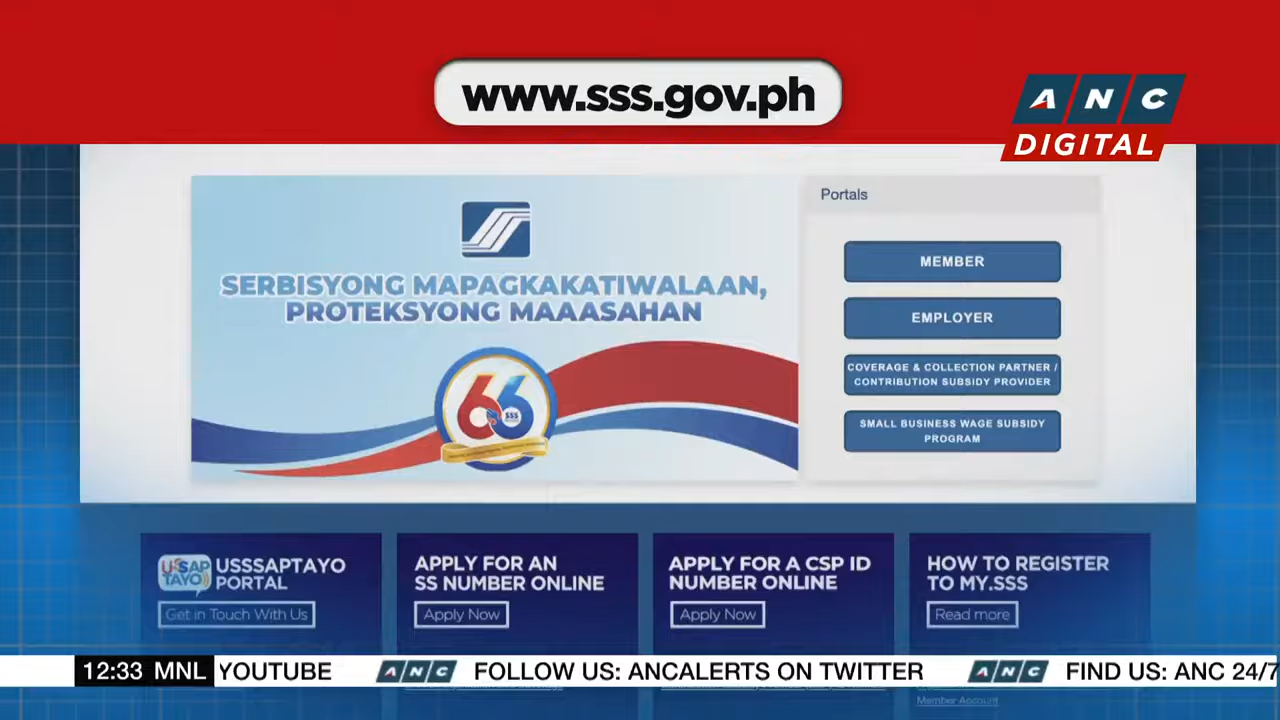 www.sss.gov.ph
ANC
DIGITAL
Portals
SERBISYONG MAPAGKAKATIWALAAN,
PROTEKSYONG MAAASAHAN
66
SSS
MEMBER
EMPLOYER
COVERAGE & COLLECTION PARTNER /
CONTRIBUTION SUBSIDY PROVIDER
SMALL BUSINESS WAGE SUBSIDY
PROGRAM
USSAP
TAYO
USSSAPTAYO
PORTAL
Get in Touch With Us
APPLY FOR AN
SS NUMBER ONLINE
Apply Now
APPLY FOR A CSP ID
NUMBER ONLINE
Apply Now
HOW TO REGISTER
TO MY.SSS
Read more
12:33 MNL YOUTUBE ANC FOLLOW US: ANCALERTS ON TWITTER ANC FIND US: ANC 24/7
Member Account